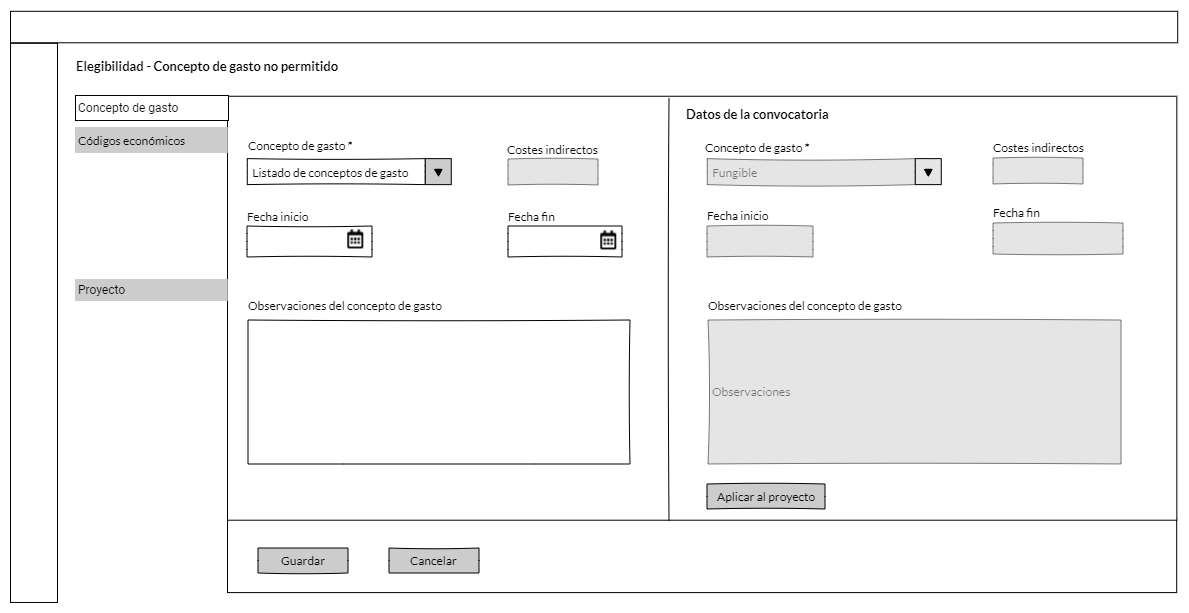 Elegibilidad - Concepto de gasto no permitido
Concepto de gasto
Códigos económicos
Proyecto
Concepto de gasto *
Costes indirectos
Listado de conceptos de gasto
Fecha inicio
Fecha fin
Observaciones del concepto de gasto
Datos de la convocatoria
Concepto de gasto *
Costes indirectos
Fungible
Fecha inicio
Fecha fin
Observaciones del concepto de gasto
Observaciones
Aplicar al proyecto
Guardar
Cancelar